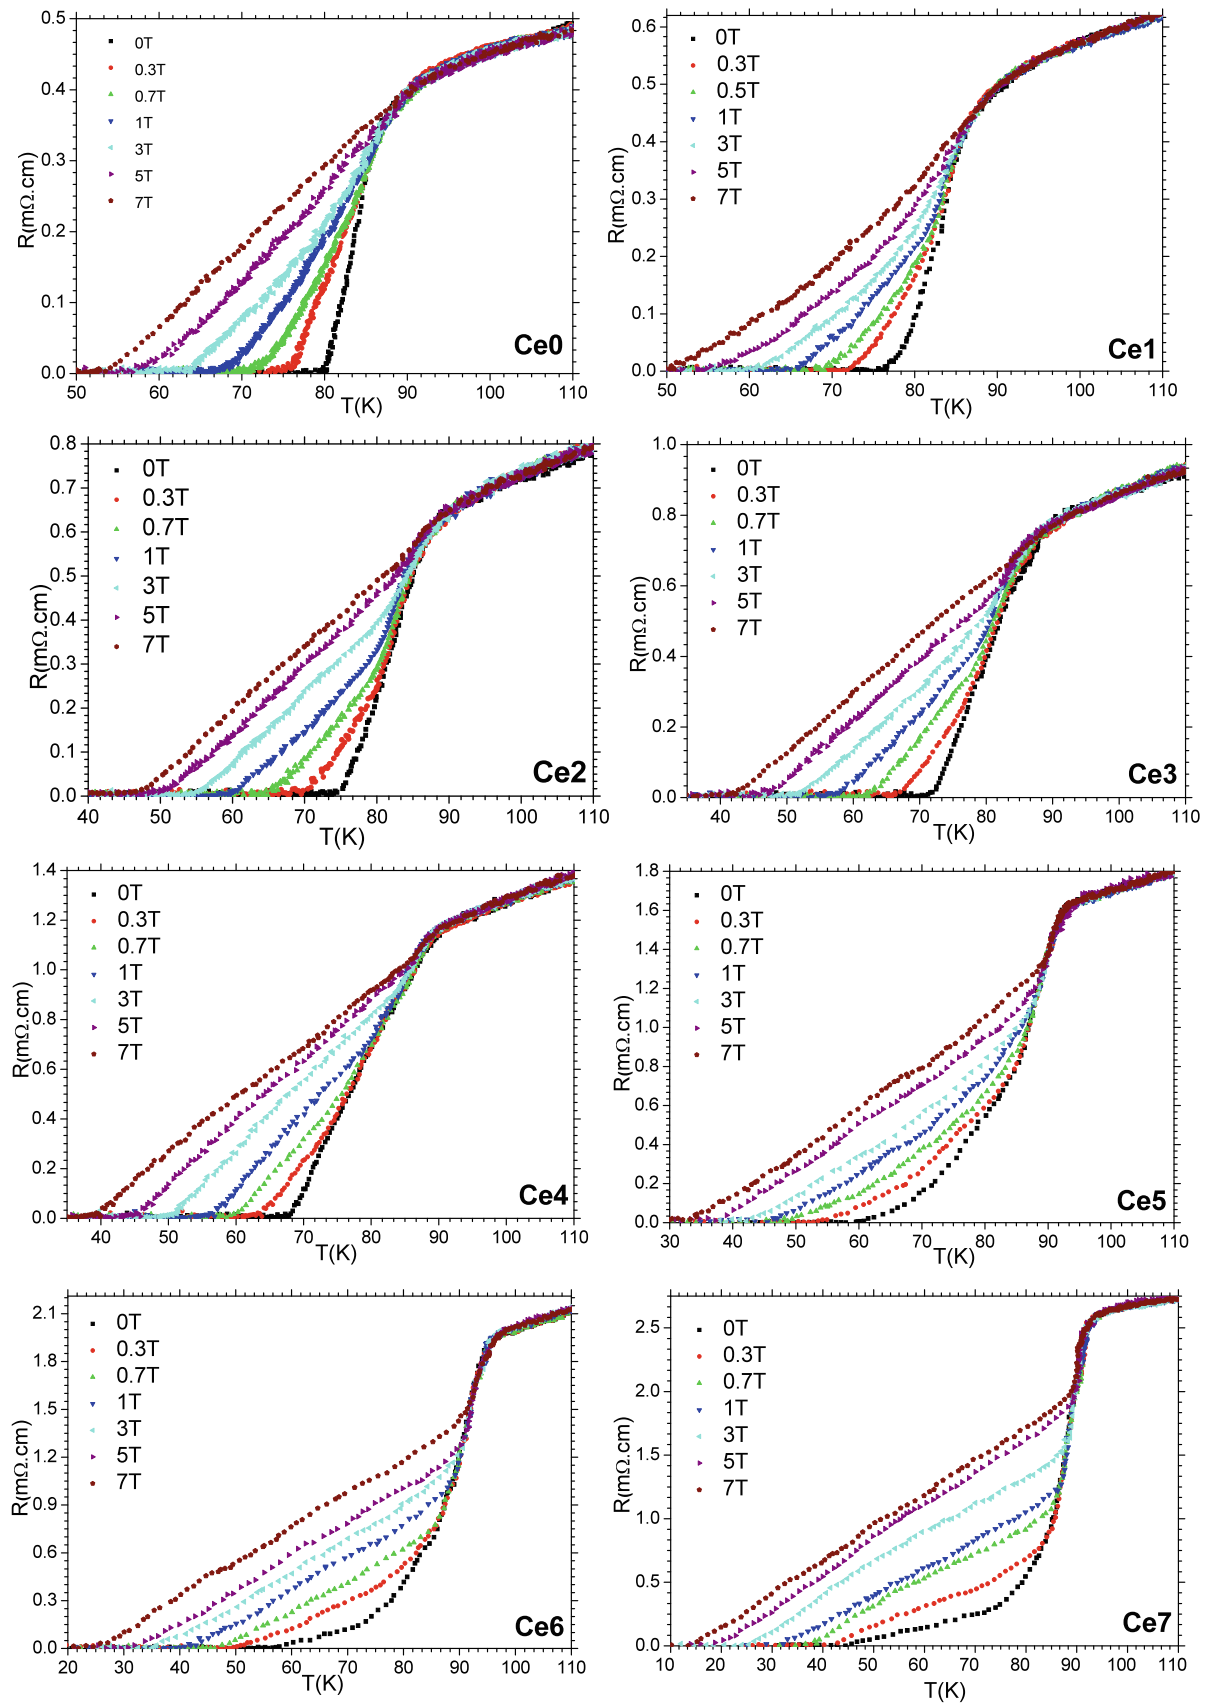 0.5
0.4
0.3
0.2
0.1
0.0
R(mΩ.cm)
0T
0.3T
0.7T
1T
3T
5T
7T
Ce0
50 60 70 80 90 100 110
T(K)
0.6
0.5
0.4
0.3
0.2
0.1
0.0
R(mΩ.cm)
0T
0.3T
0.5T
1T
3T
5T
7T
Ce1
50 60 70 80 90 100 110
T(K)
0.8
0.7
0.6
0.5
0.4
0.3
0.2
0.1
0.0
R(mΩ.cm)
0T
0.3T
0.7T
1T
3T
5T
7T
Ce2
40 50 60 70 80 90 100 110
T(K)
1.0
0.8
0.6
0.4
0.2
0.0
R(mΩ.cm)
0T
0.3T
0.7T
1T
3T
5T
7T
Ce3
40 50 60 70 80 90 100 110
T(K)
1.4
1.2
1.0
0.8
0.6
0.4
0.2
0.0
R(mΩ.cm)
0T
0.3T
0.7T
1T
3T
5T
7T
Ce4
40 50 60 70 80 90 100 110
T(K)
1.8
1.6
1.4
1.2
1.0
0.8
0.6
0.4
0.2
0.0
R(mΩ.cm)
0T
0.3T
0.7T
1T
3T
5T
7T
Ce5
30 40 50 60 70 80 90 100 110
T(K)
2.1
1.8
1.5
1.2
0.9
0.6
0.3
0.0
R(mΩ.cm)
0T
0.3T
0.7T
1T
3T
5T
7T
Ce6
20 30 40 50 60 70 80 90 100 110
T(K)
2.5
2.0
1.5
1.0
0.5
0.0
R(mΩ.cm)
0T
0.3T
0.7T
1T
3T
5T
7T
Ce7
10 20 30 40 50 60 70 80 90 100 110
T(K)